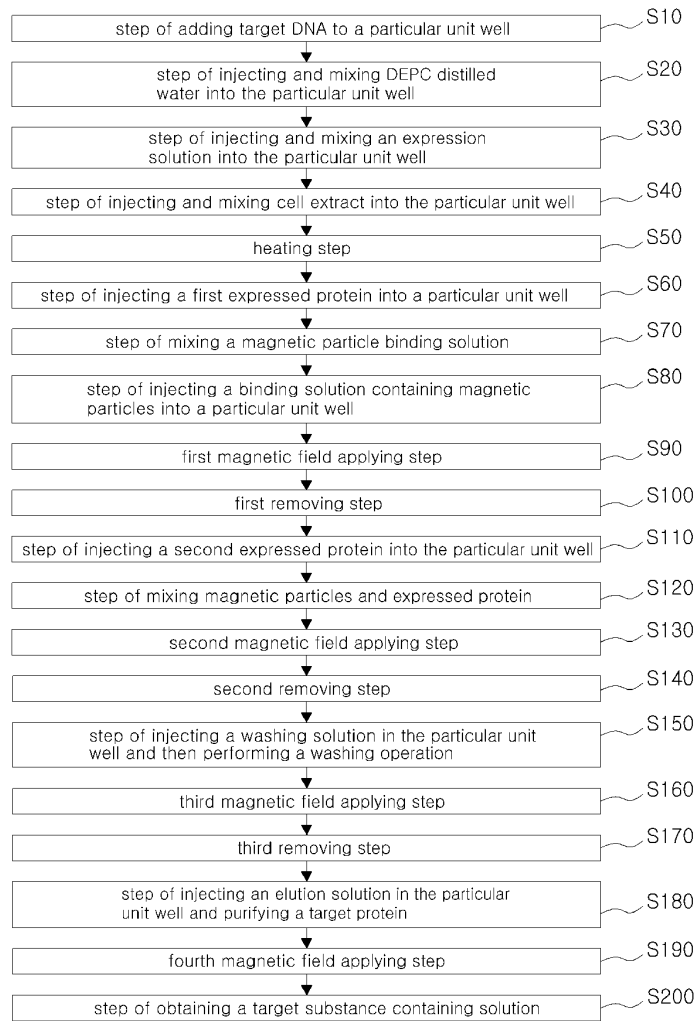 S10
step of adding target DNA to a particular unit well
S20
step of injecting and mixing DEPC distilled
water into the particular unit well
S30
step of injecting and mixing an expression
solution into the particular unit well
S40
step of injecting and mixing cell extract into the particular unit well
S50
heating step
S60
step of injecting a first expressed protein into a particular unit well
S70
step of mixing a magnetic particle binding solution
S80
step of injecting a binding solution containing magnetic
particles into a particular unit well
S90
first magnetic field applying step
S100
first removing step
S110
step of injecting a second expressed protein into the particular unit well
S120
step of mixing magnetic particles and expressed protein
S130
second magnetic field applying step
S140
second removing step
S150
step of injecting a washing solution in the particular unit
well and then performing a washing operation
S160
third magnetic field applying step
S170
third removing step
S180
step of injecting an elution solution in the particular
unit well and purifying a target protein
S190
fourth magnetic field applying step
S200
step of obtaining a target substance containing solution